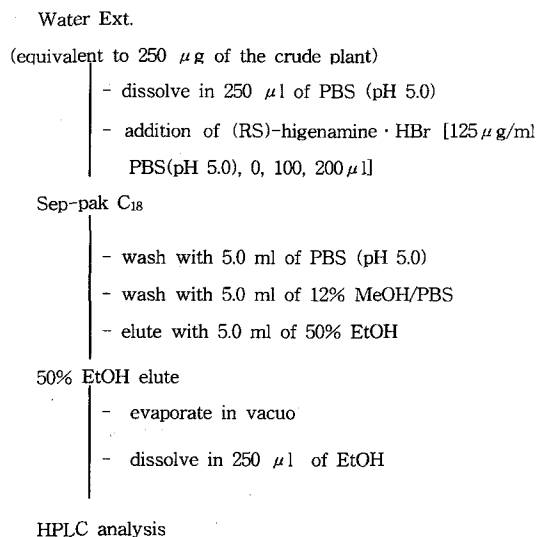 Water Ext.
(equivalent to 250 μg of the crude plant)
- dissolve in 250 μl of PBS (pH 5.0)
- addition of (RS)-higenamine · HBr [125 μg/ml
PBS(pH 5.0), 0, 100, 200 μl]
Sep-pak C₁₈
- wash with 5.0 ml of PBS (pH 5.0)
- wash with 5.0 ml of 12% MeOH/PBS
- elute with 5.0 ml of 50% EtOH
50% EtOH elute
- evaporate in vacuo
- dissolve in 250 μl of EtOH
HPLC analysis